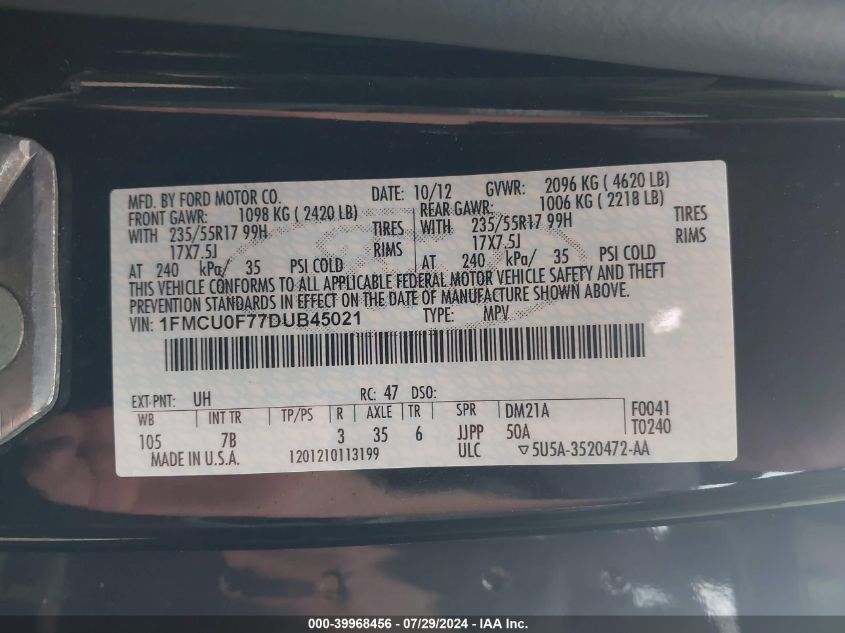 MFD. BY FORD MOTOR CO. DATE: 10/12 GVWR: 2096 KG ( 4620 LB)
FRONT GAWR: 1098 KG ( 2420 LB) REAR GAWR: 1006 KG ( 2218 LB)
WITH 235/55R17 99H TIRES WITH 235/55R17 99H TIRES
17X7.5J RIMS 17X7.5J RIMS
AT 240 kPa/ 35 PSI COLD AT 240 kPa/ 35 PSI COLD
THIS VEHICLE CONFORMS TO ALL APPLICABLE FEDERAL MOTOR VEHICLE SAFETY AND THEFT
PREVENTION STANDARDS IN EFFECT ON THE DATE OF MANUFACTURE SHOWN ABOVE.
VIN: 1FMCU0F77DUB45021 TYPE: MPV
EXT PNT: UH RC: 47 DSO:
WB INT TR TP/PS R AXLE TR SPR DM21A F0041
105 7B 3 35 6 JJPP 50A T0240
MADE IN U.S.A. 1201210113199 ULC ▽5U5A-3520472-AA
000-39968456 / 07/29/2024 - IAA Inc.